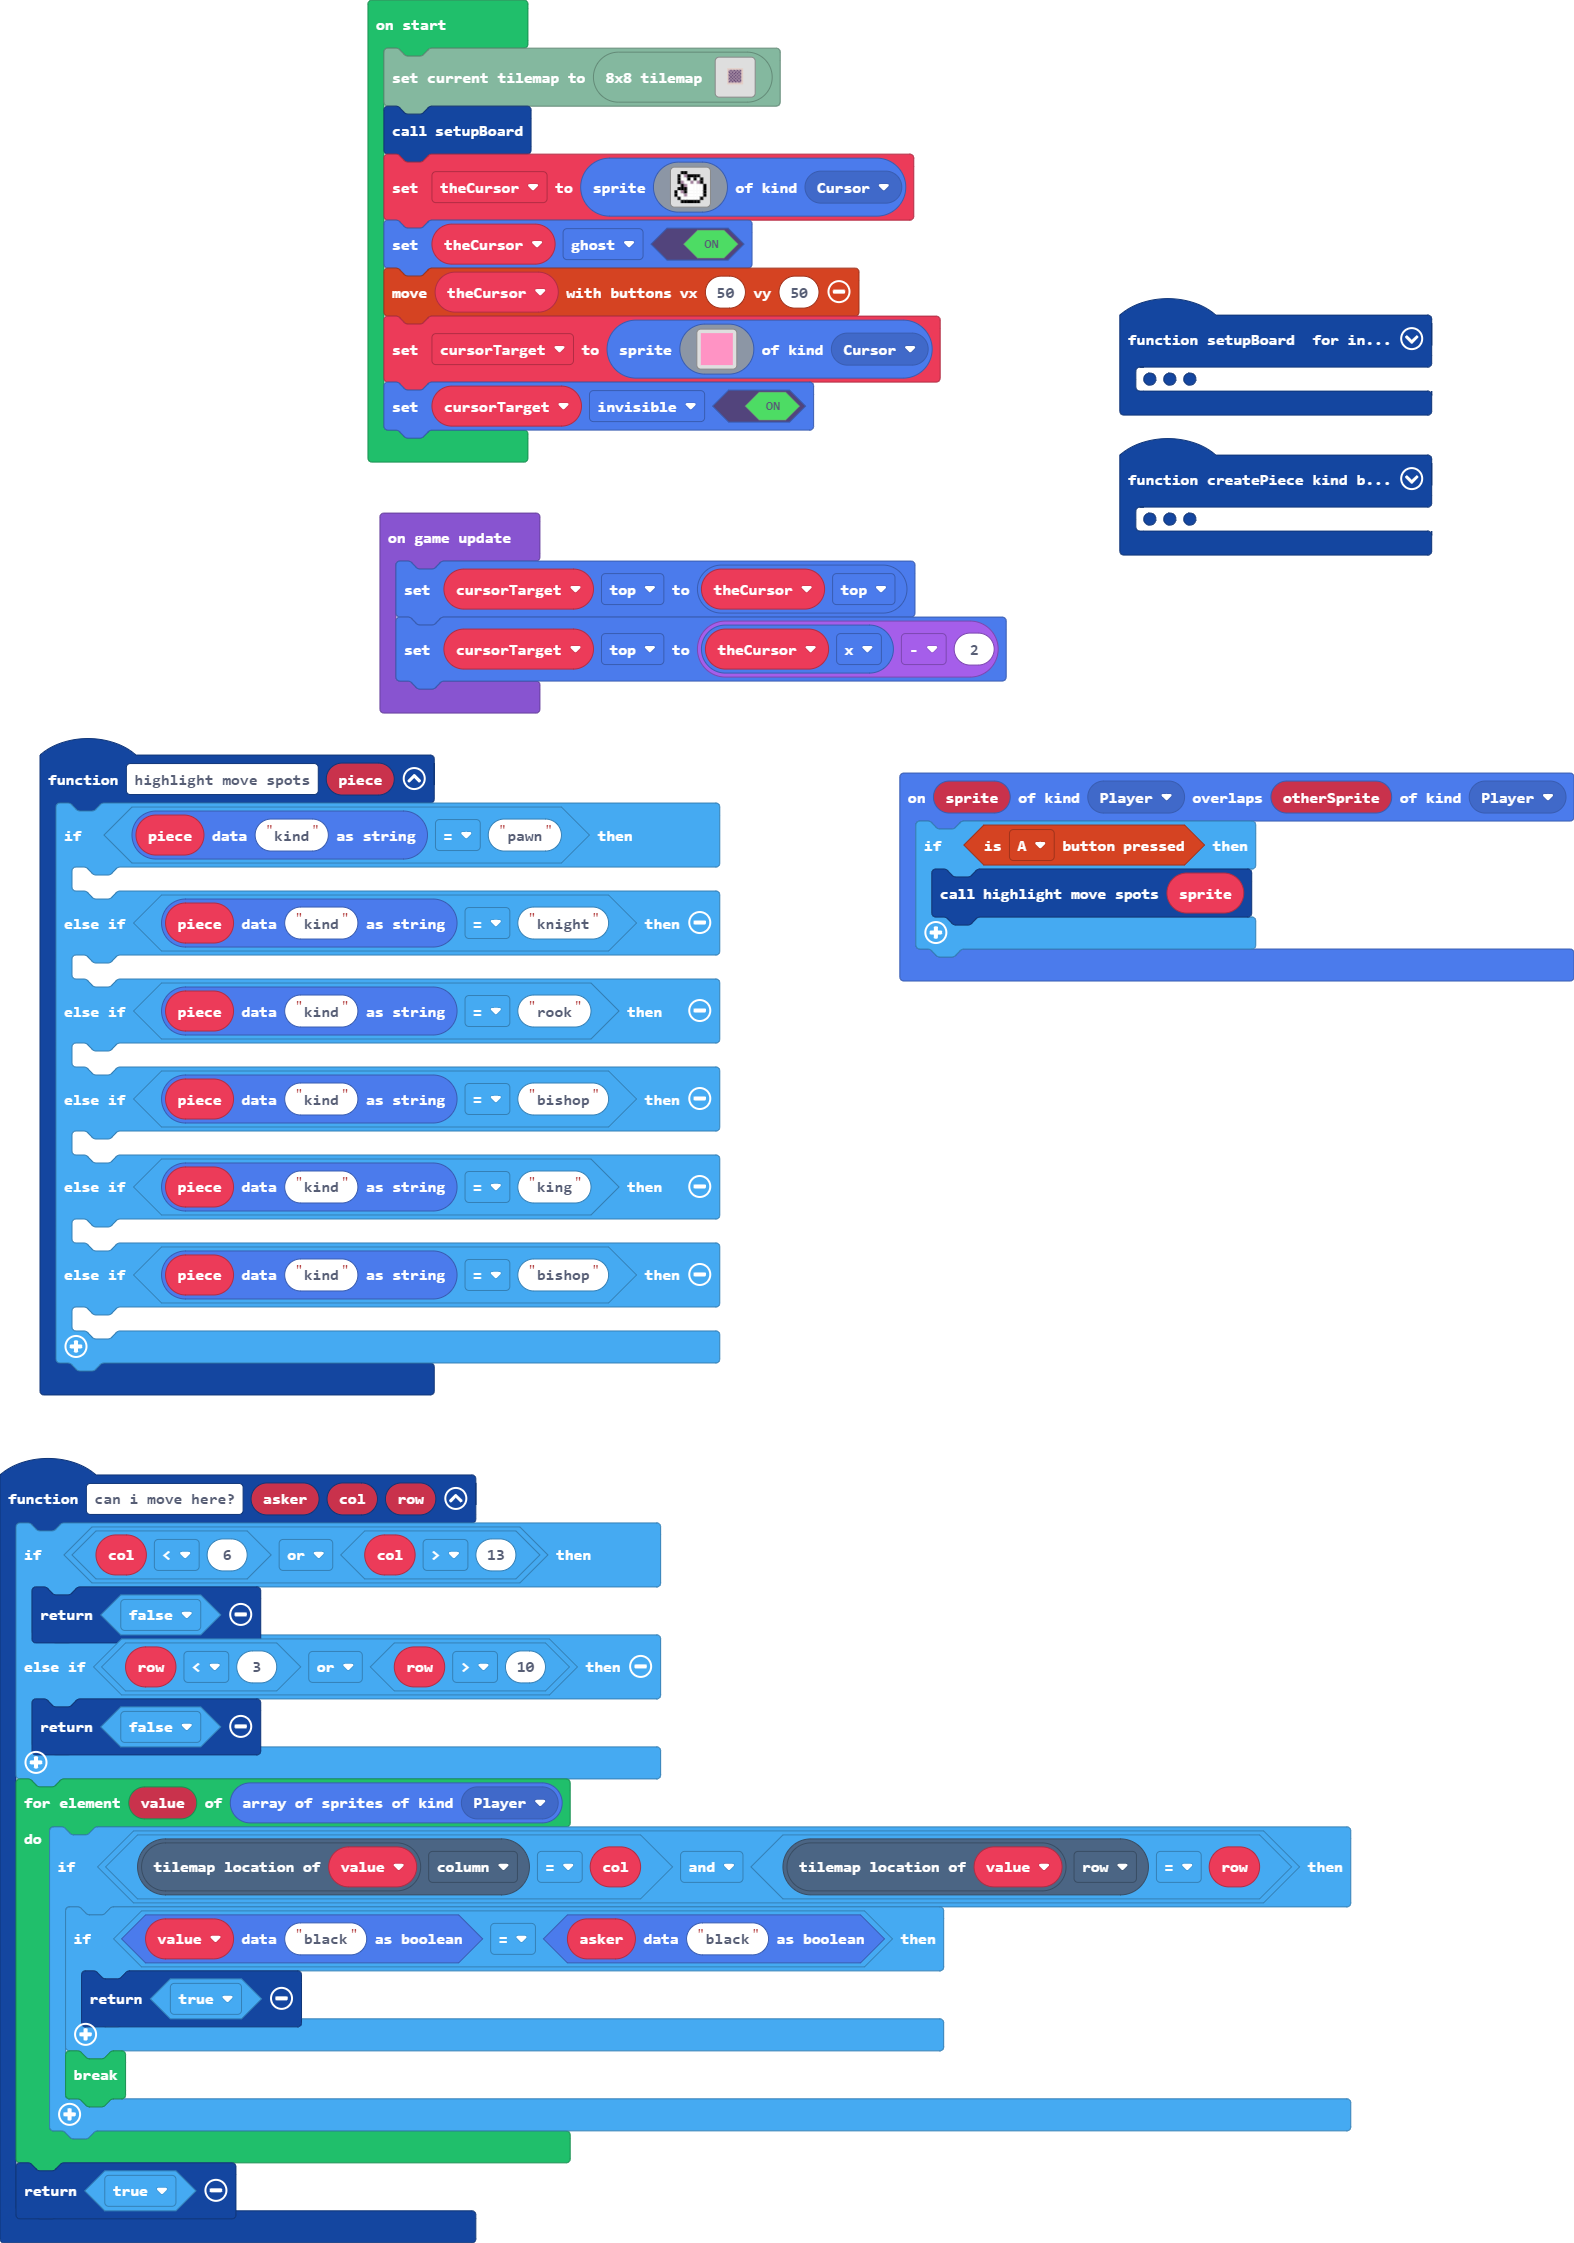 on start
set current tilemap to 8x8 tilemap
call setupBoard
set theCursor to sprite of kind Cursor
set theCursor ghost ON
move theCursor with buttons vx 50 vy 50
set cursorTarget to sprite of kind Cursor
set cursorTarget invisible ON
function setupBoard for in...
function createPiece kind b...
on game update
set cursorTarget top to theCursor top
set cursorTarget top to theCursor x - 2
function highlight move spots piece
if piece data "kind" as string = "pawn" then
else if piece data "kind" as string = "knight" then
else if piece data "kind" as string = "rook" then
else if piece data "kind" as string = "bishop" then
else if piece data "kind" as string = "king" then
else if piece data "kind" as string = "bishop" then
on sprite of kind Player overlaps otherSprite of kind Player
if is A button pressed then
call highlight move spots sprite
function can i move here? asker col row
if col < 6 or col > 13 then
return false
else if row < 3 or row > 10 then
return false
for element value of array of sprites of kind Player
do
if tilemap location of value column = col and tilemap location of value row = row then
if value data "black" as boolean = asker data "black" as boolean then
return true
break
return true